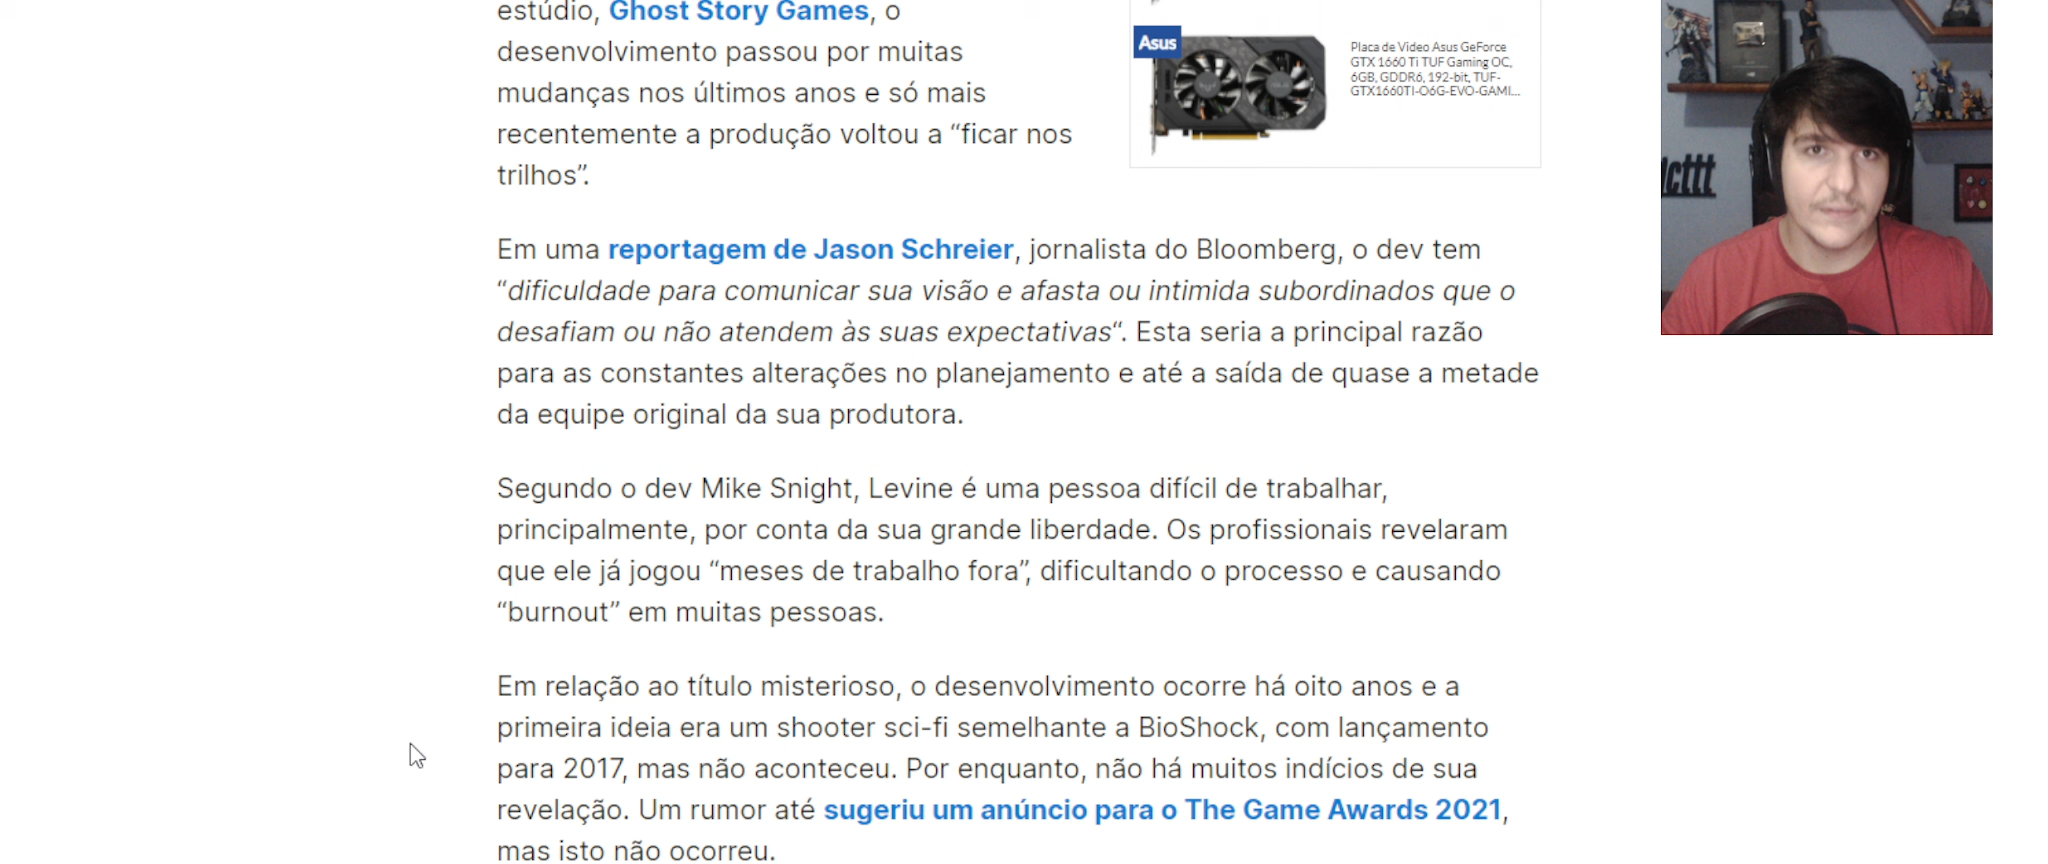 estúdio, Ghost Story Games, o
desenvolvimento passou por muitas
mudanças nos últimos anos e só mais
recentemente a produção voltou a “ficar nos
trilhos”.
Asus
Placa de Video Asus GeForce
GTX 1660 Ti TUF Gaming OC,
6GB, GDDR6, 192-bit, TUF-
GTX1660TI-O6G-EVO-GAMI...
Em uma reportagem de Jason Schreier, jornalista do Bloomberg, o dev tem
“dificuldade para comunicar sua visão e afasta ou intimida subordinados que o
desafiam ou não atendem às suas expectativas“. Esta seria a principal razão
para as constantes alterações no planejamento e até a saída de quase a metade
da equipe original da sua produtora.
Segundo o dev Mike Snight, Levine é uma pessoa difícil de trabalhar,
principalmente, por conta da sua grande liberdade. Os profissionais revelaram
que ele já jogou “meses de trabalho fora”, dificultando o processo e causando
“burnout” em muitas pessoas.
Em relação ao título misterioso, o desenvolvimento ocorre há oito anos e a
primeira ideia era um shooter sci-fi semelhante a BioShock, com lançamento
para 2017, mas não aconteceu. Por enquanto, não há muitos indícios de sua
revelação. Um rumor até sugeriu um anúncio para o The Game Awards 2021,
mas isto não ocorreu.